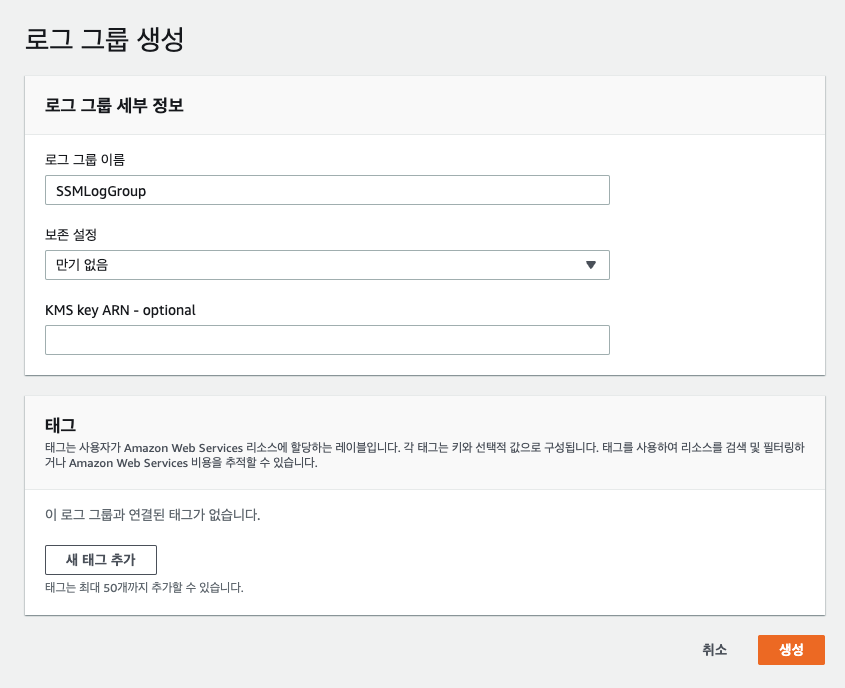 로그 그룹 생성
로그 그룹 세부 정보
로그 그룹 이름
SSMLogGroup
보존 설정
만기 없음
KMS key ARN - optional
태그
태그는 사용자가 Amazon Web Services 리소스에 할당하는 레이블입니다. 각 태그는 키와 선택적 값으로 구성됩니다. 태그를 사용하여 리소스를 검색 및 필터링하
거나 Amazon Web Services 비용을 추적할 수 있습니다.
이 로그 그룹과 연결된 태그가 없습니다.
새 태그 추가
태그는 최대 50개까지 추가할 수 있습니다.
취소 생성